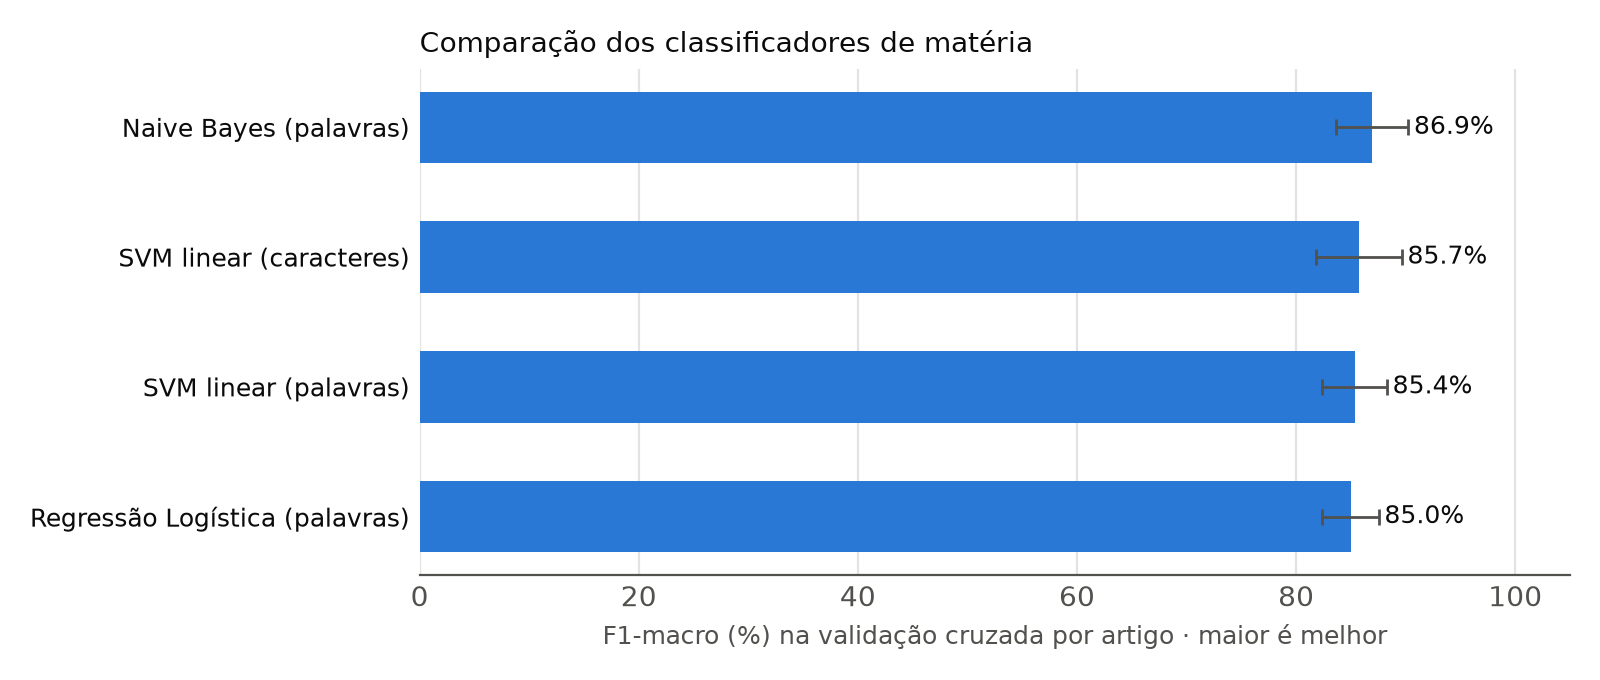 Comparação dos classificadores de matéria
Naive Bayes (palavras)
86.9%
SVM linear (caracteres)
85.7%
SVM linear (palavras)
85.4%
Regressão Logística (palavras)
85.0%
0 20 40 60 80 100
F1-macro (%) na validação cruzada por artigo · maior é melhor